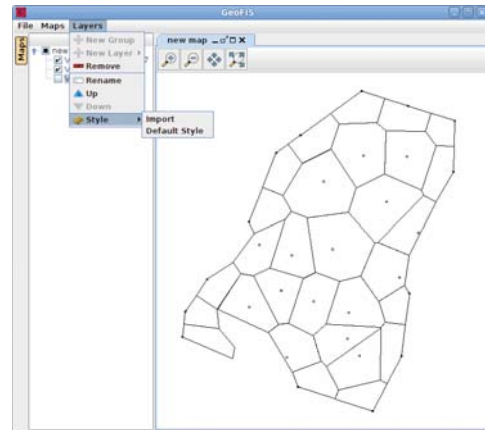 GeoFIS
File Maps Layers
Maps
new
New Group
New Layer
Remove
Rename
Up
Down
Style
Import
Default Style
new map